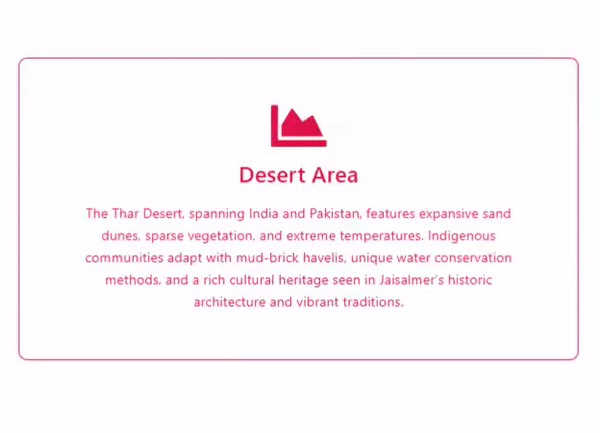 Desert Area
The Thar Desert, spanning India and Pakistan, features expansive sand
dunes, sparse vegetation, and extreme temperatures. Indigenous
communities adapt with mud-brick havelis, unique water conservation
methods, and a rich cultural heritage seen in Jaisalmer's historic
architecture and vibrant traditions.